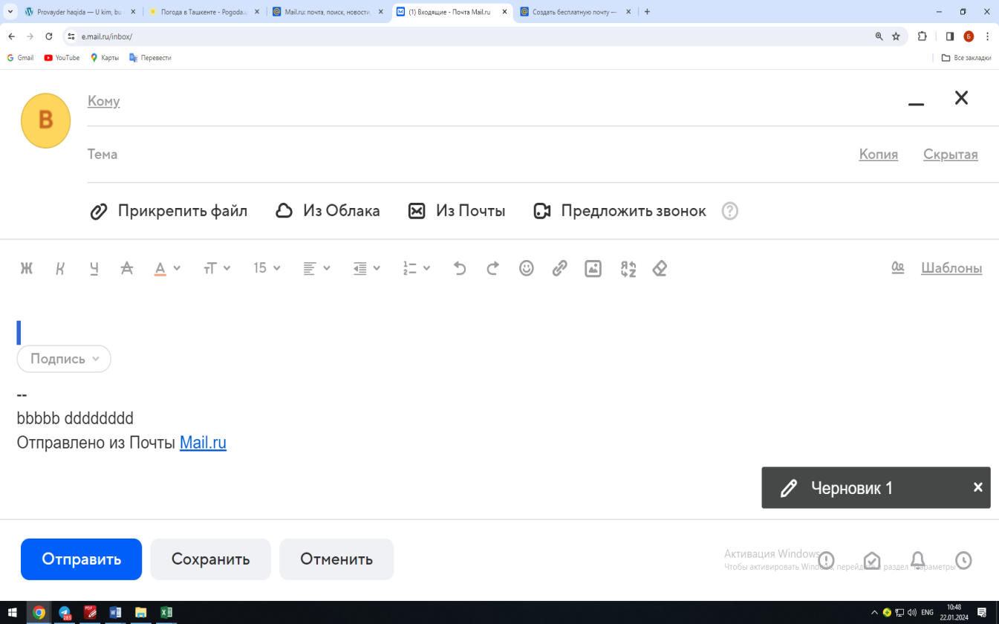 Provayder haqida — U kim, bu
Погода в Ташкенте - Pogoda.u
Mail.ru: почта, поиск, новости,
(1) Входящие - Почта Mail.ru
Создать бесплатную почту —
e.mail.ru/inbox/
Б
Gmail YouTube Карты Перевести Все закладки
B
Кому
Тема Копия Скрытая
Прикрепить файл Из Облака Из Почты Предложить звонок ?
Ж К Ч А А тТ 15 Шаблоны
Подпись
--
bbbbb dddddddd
Отправлено из Почты Mail.ru
Черновик 1
Отправить Сохранить Отменить
Активация Windows
Чтобы активировать Windows, перейдите в раздел "Параметры
ENG 10:48
22.01.2024